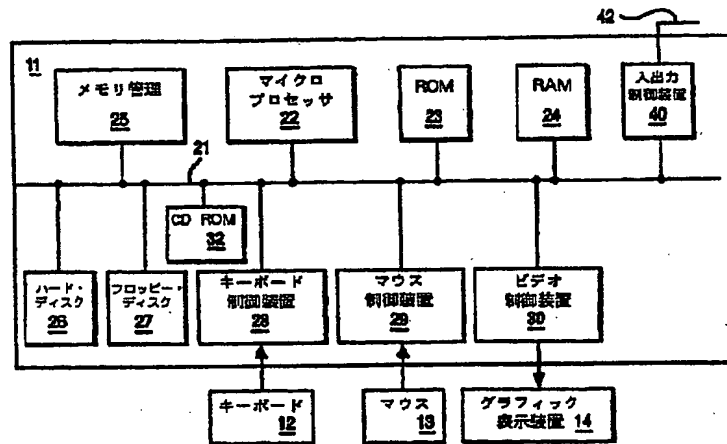 42
11
メモリ管理
25
マイクロ
プロセッサ
22
ROM
23
RAM
24
入出力
制御装置
40
21
CD ROM
32
ハード・
ディスク
26
フロッピー・
ディスク
27
キーボード
制御装置
28
マウス
制御装置
29
ビデオ
制御装置
30
キーボード
12
マウス
13
グラフィック
表示装置 14